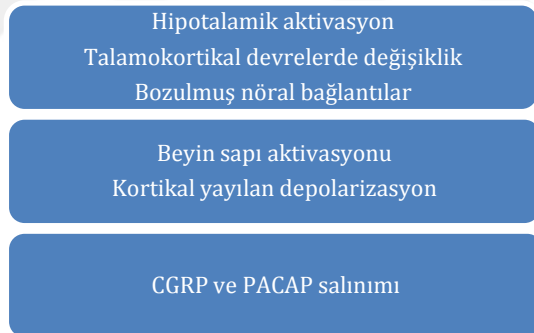 Hipotalamik aktivasyon
Talamokortikal devrelerde değişiklik
Bozulmuş nöral bağlantılar
Beyin sapı aktivasyonu
Kortikal yayılan depolarizasyon
CGRP ve PACAP salınımı